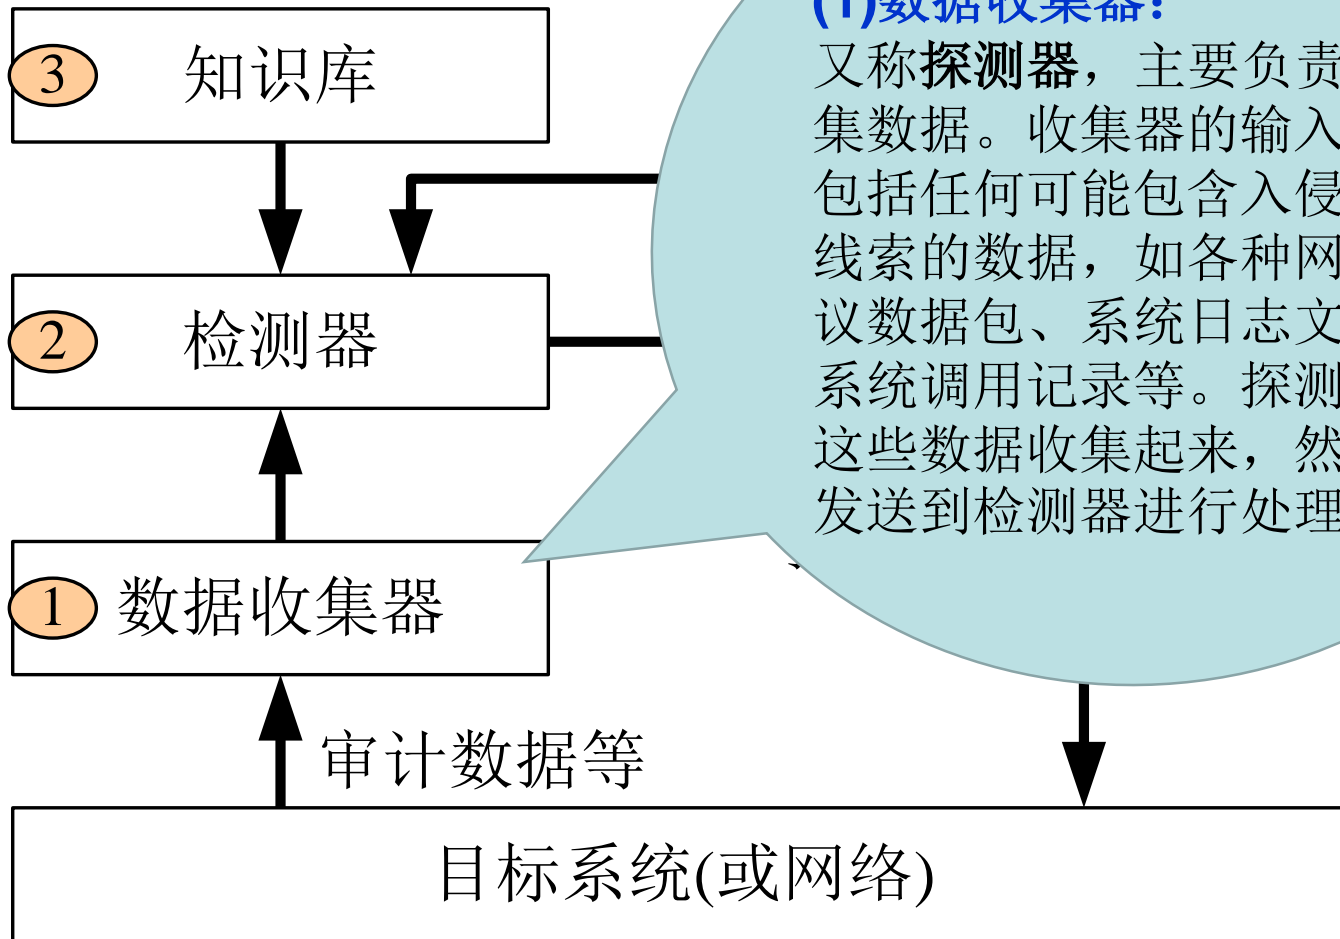 3 知识库
2 检测器
1 数据收集器
审计数据等
目标系统(或网络)
(1)数据收集器:
又称探测器，主要负责
集数据。收集器的输入
包括任何可能包含入侵
线索的数据，如各种网
议数据包、系统日志文
系统调用记录等。探测
这些数据收集起来，然
发送到检测器进行处理